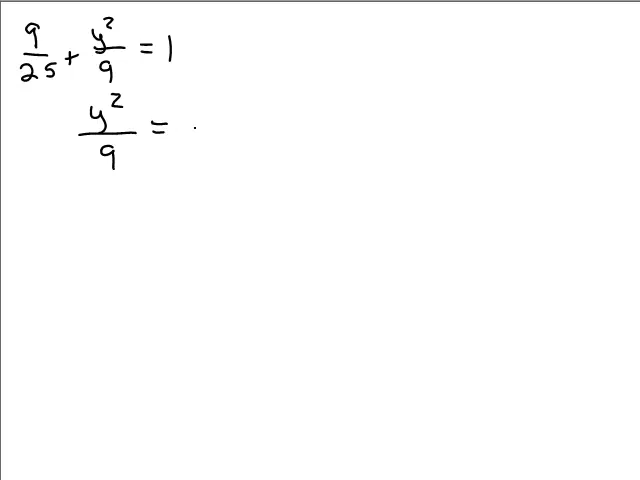 9/25 + y²/9 = 1
y²/9 =